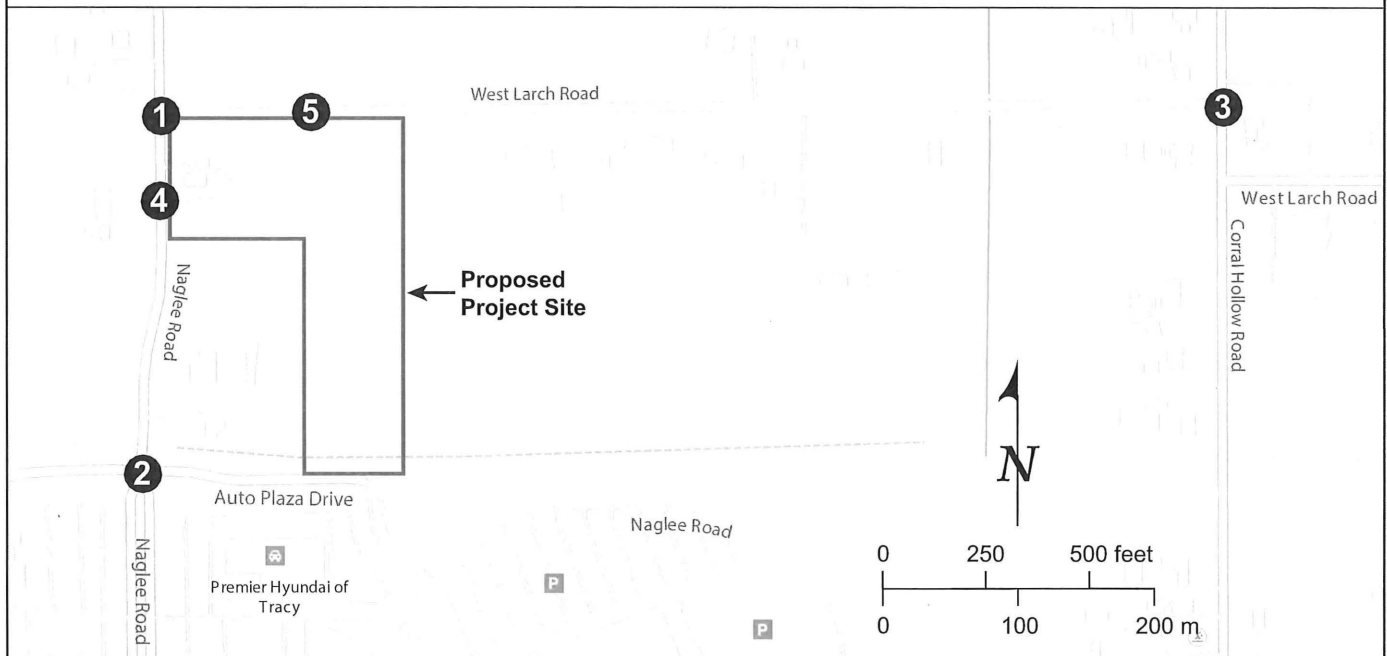 West Larch Road
1
5
3
4
West Larch Road
Proposed
Project Site
Naglee Road
Corral Hollow Road
N
2
Auto Plaza Drive
Naglee Road
Naglee Road
Premier Hyundai of
Tracy
P
P
0 250 500 feet
0 100 200 m